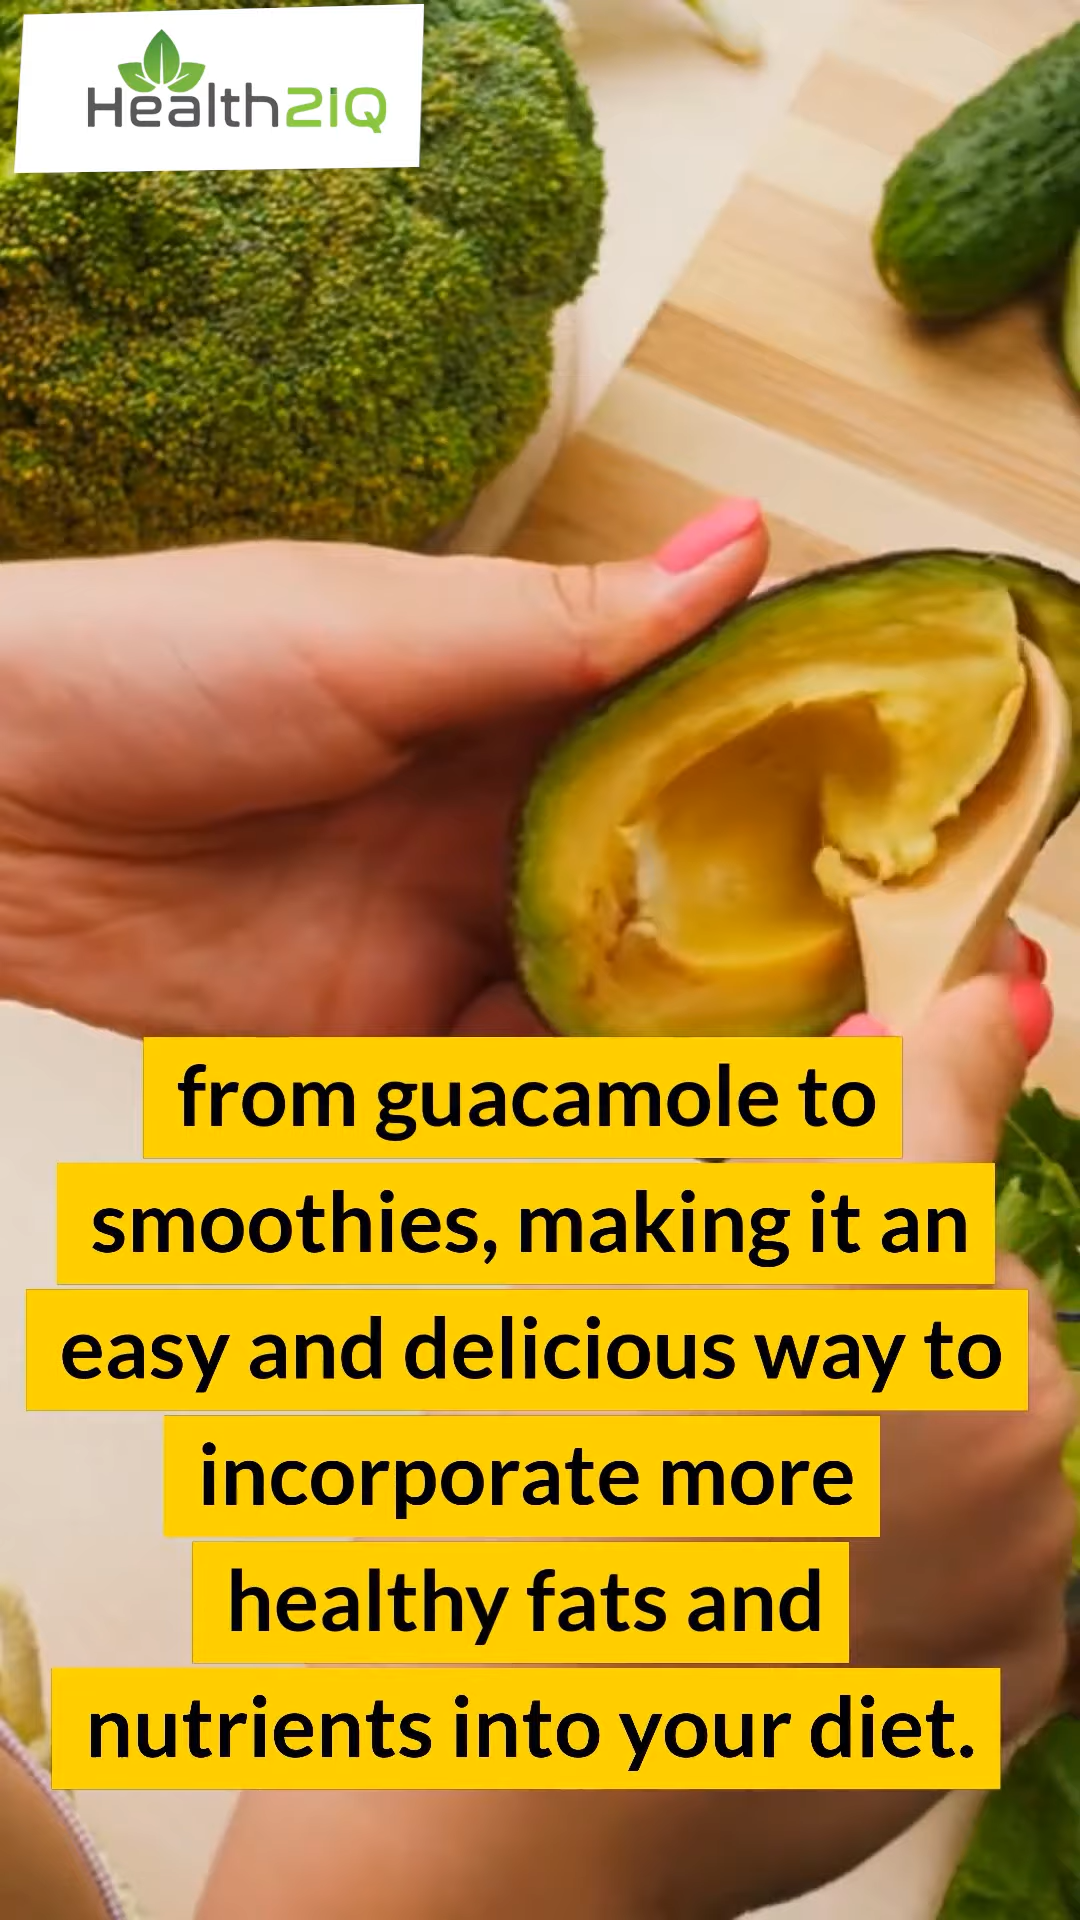 Health2iQ
from guacamole to
smoothies, making it an
easy and delicious way to
incorporate more
healthy fats and
nutrients into your diet.